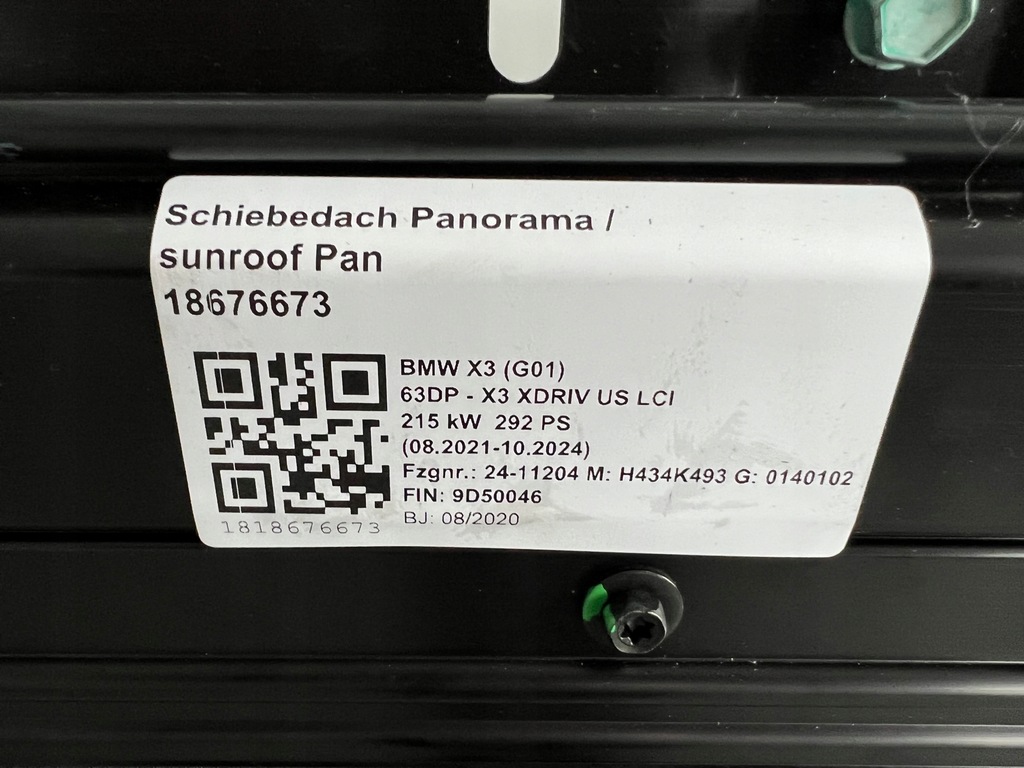 Schiebedach Panorama /
sunroof Pan
18676673
BMW X3 (G01)
63DP - X3 XDRIV US LCI
215 kW 292 PS
(08.2021-10.2024)
Fzgnr.: 24-11204 M: H434K493 G: 0140102
FIN: 9D50046
BJ: 08/2020
1818676673